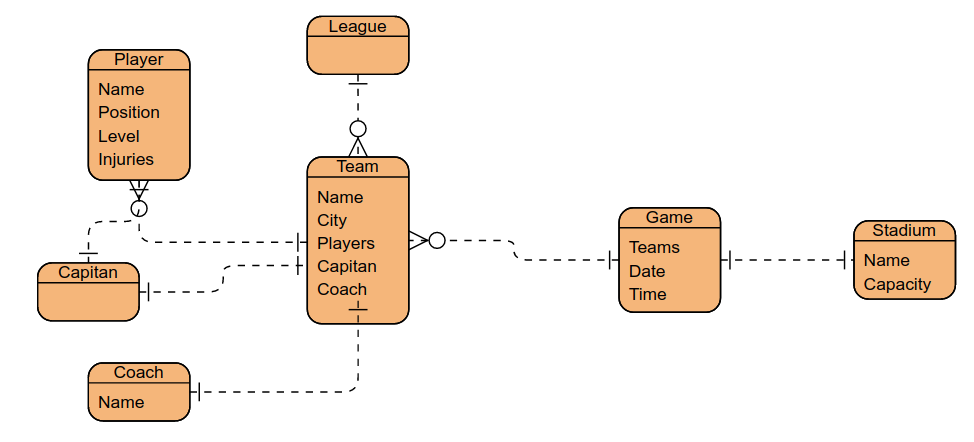 League
Player
Name
Position
Level
Injuries
Team
Name
City
Players
Capitan
Coach
Game
Teams
Date
Time
Stadium
Name
Capacity
Capitan
Coach
Name